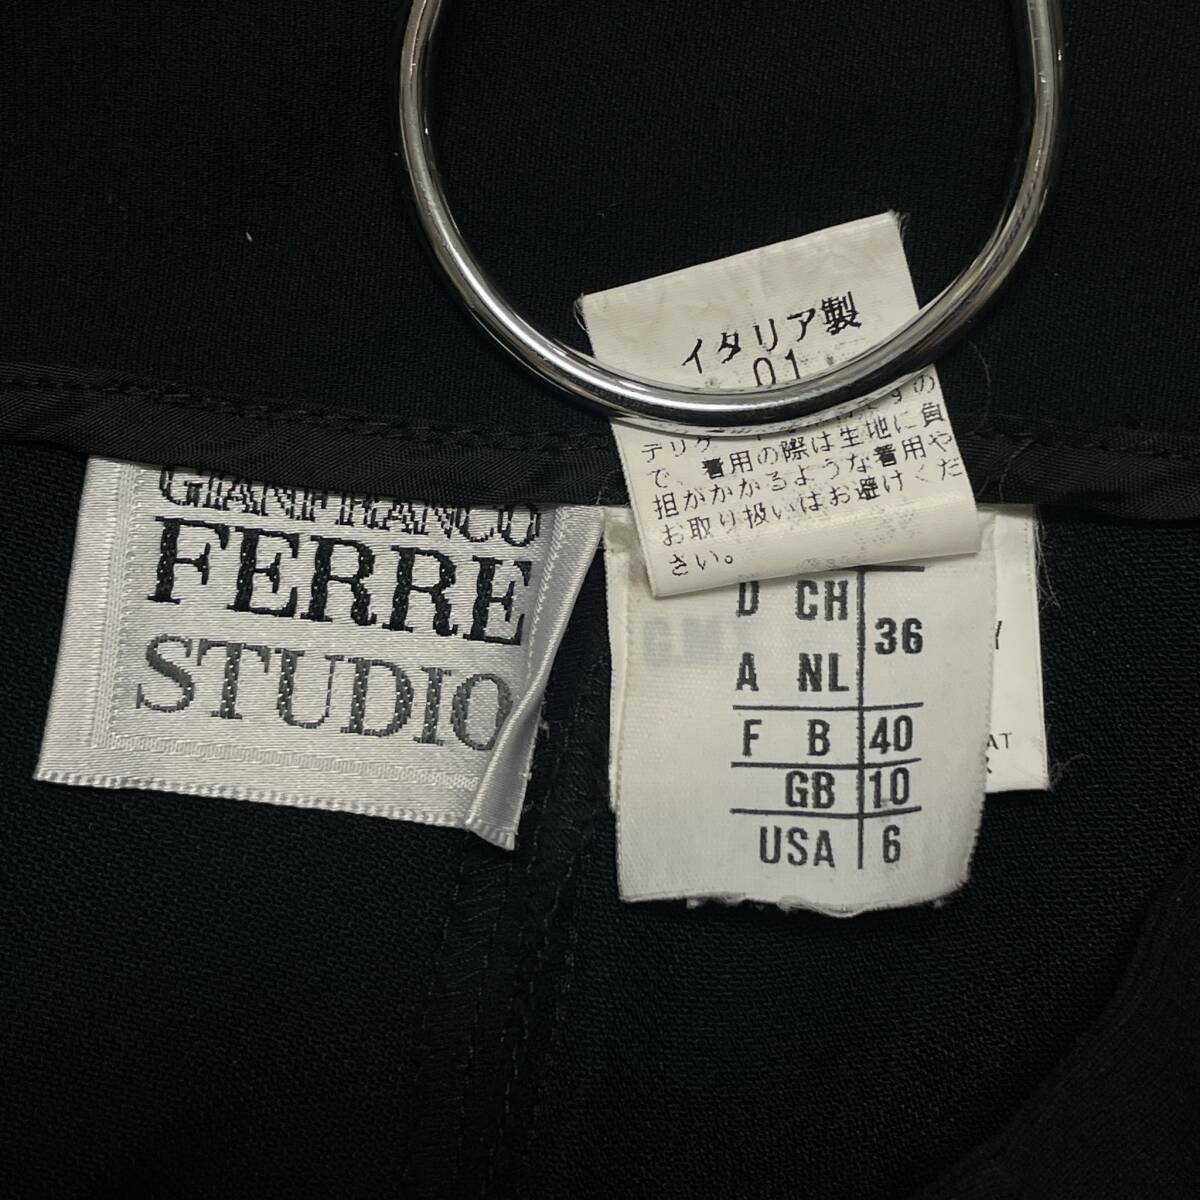 イタリア製
01
デリケ
で、着用の際は生地に負
担がかかるような着用や
お取り扱いはお避けくだ
さい。
GIANFRANCO
FERRE
STUDIO
D CH 36
A NL
F B 40
GB 10
USA 6
Y
AT